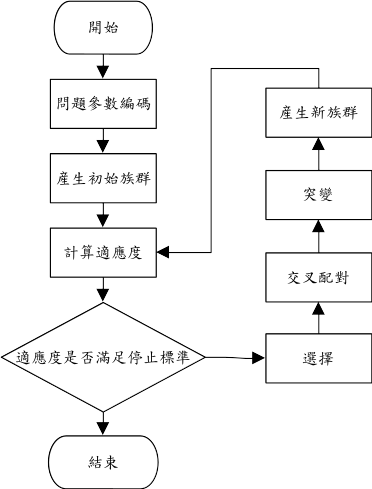 開始
問題參數編碼
產生初始族群
計算適應度
適應度是否滿足停止標準
結束
選擇
交叉配對
突變
產生新族群